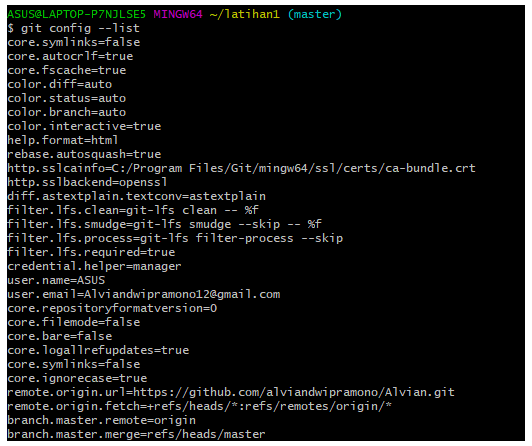 ASUS@LAPTOP-P7NJLSE5 MINGW64 ~/latihan1 (master)
$ git config --list
core.symlinks=false
core.autocrlf=true
core.fscache=true
color.diff=auto
color.status=auto
color.branch=auto
color.interactive=true
help.format=html
rebase.autosquash=true
http.sslcainfo=C:/Program Files/Git/mingw64/ssl/certs/ca-bundle.crt
http.sslbackend=openssl
diff.astextplain.textconv=astextplain
filter.lfs.clean=git-lfs clean -- %f
filter.lfs.smudge=git-lfs smudge --skip -- %f
filter.lfs.process=git-lfs filter-process --skip
filter.lfs.required=true
credential.helper=manager
user.name=ASUS
user.email=Alviandwipramono12@gmail.com
core.repositoryformatversion=0
core.filemode=false
core.bare=false
core.logallrefupdates=true
core.symlinks=false
core.ignorecase=true
remote.origin.url=https://github.com/alviandwipramono/Alvian.git
remote.origin.fetch=+refs/heads/*:refs/remotes/origin/*
branch.master.remote=origin
branch.master.merge=refs/heads/master